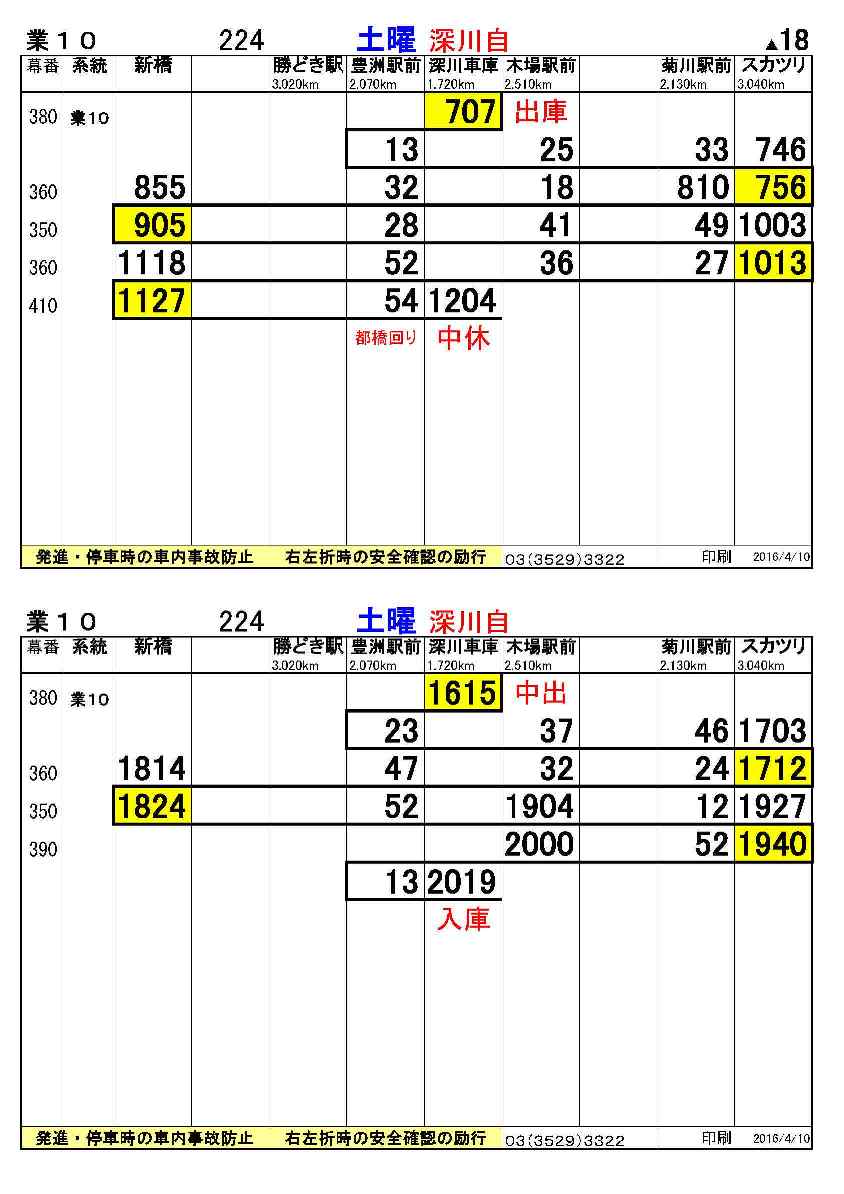 業１０ 224 土曜 深川自 ▲18
幕番 系統 新橋 勝どき駅 豊洲駅前 深川車庫 木場駅前 菊川駅前 スカツリ
3.020km 2.070km 1.720km 2.510km 2.130km 3.040km
380 業10 707 出庫
13 25 33 746
360 855 32 18 810 756
350 905 28 41 49 1003
360 1118 52 36 27 1013
410 1127 54 1204
都橋回り 中休
発進・停車時の車内事故防止 右左折時の安全確認の励行 03(3529)3322 印刷 2016/4/10
業１０ 224 土曜 深川自
幕番 系統 新橋 勝どき駅 豊洲駅前 深川車庫 木場駅前 菊川駅前 スカツリ
3.020km 2.070km 1.720km 2.510km 2.130km 3.040km
380 業10 1615 中出
23 37 46 1703
360 1814 47 32 24 1712
350 1824 52 1904 12 1927
390 2000 52 1940
13 2019
入庫
発進・停車時の車内事故防止 右左折時の安全確認の励行 03(3529)3322 印刷 2016/4/10